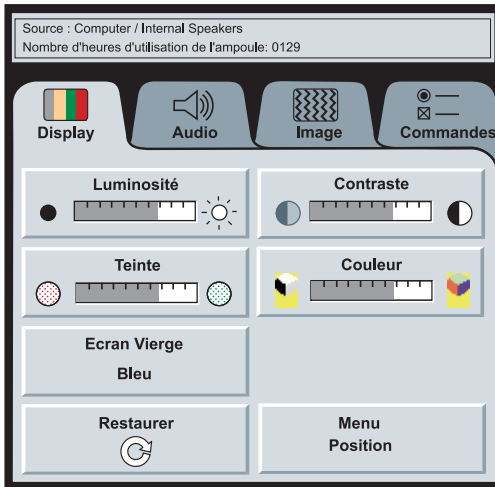 Source : Computer / Internal Speakers
Nombre d'heures d'utilisation de l'ampoule: 0129
Display
Audio
Image
Commandes
Luminosité
Contraste
Teinte
Couleur
Ecran Vierge
Bleu
Restaurer
Menu
Position